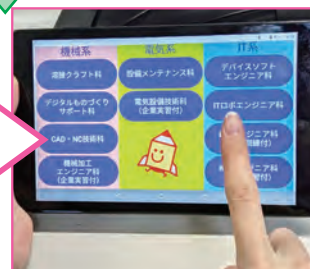 機械系
溶接クラフト科
デジタルものづくり
サポート科
CAD・NC技術科
機械加工
エンジニア科
(企業実習付)
電気系
設備メンテナンス科
電気設備技術科
(企業実習付)
IT系
デバイスソフト
エンジニア科
ITロボエンジニア科
ジニア科